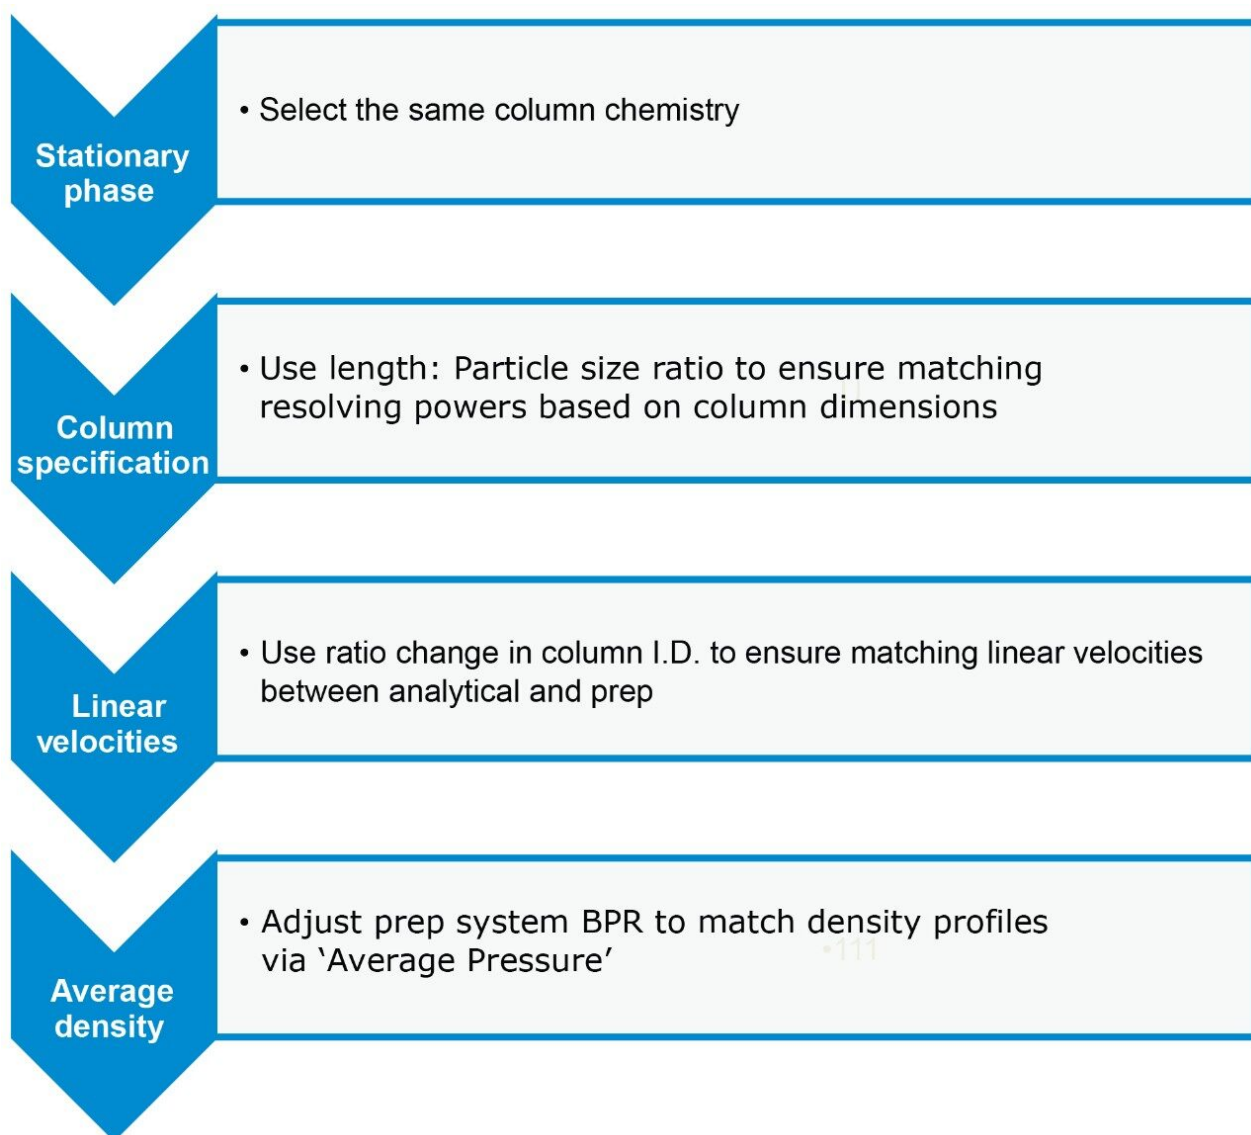 Stationary
phase
• Select the same column chemistry
Column
specification
• Use length: Particle size ratio to ensure matching
resolving powers based on column dimensions
Linear
velocities
• Use ratio change in column I.D. to ensure matching linear velocities
between analytical and prep
Average
density
• Adjust prep system BPR to match density profiles
via ‘Average Pressure’
•111